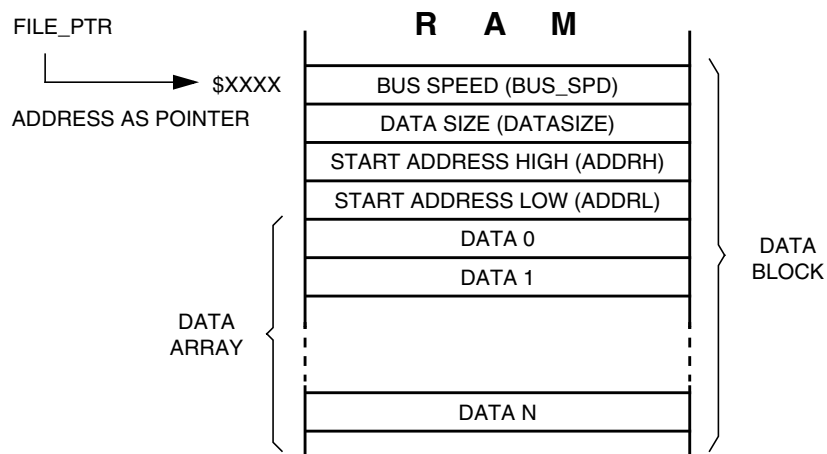 R A M
FILE_PTR
$XXXX
ADDRESS AS POINTER
BUS SPEED (BUS_SPD)
DATA SIZE (DATASIZE)
START ADDRESS HIGH (ADDRH)
START ADDRESS LOW (ADDRL)
DATA 0
DATA 1
DATA N
DATA
ARRAY
DATA
BLOCK